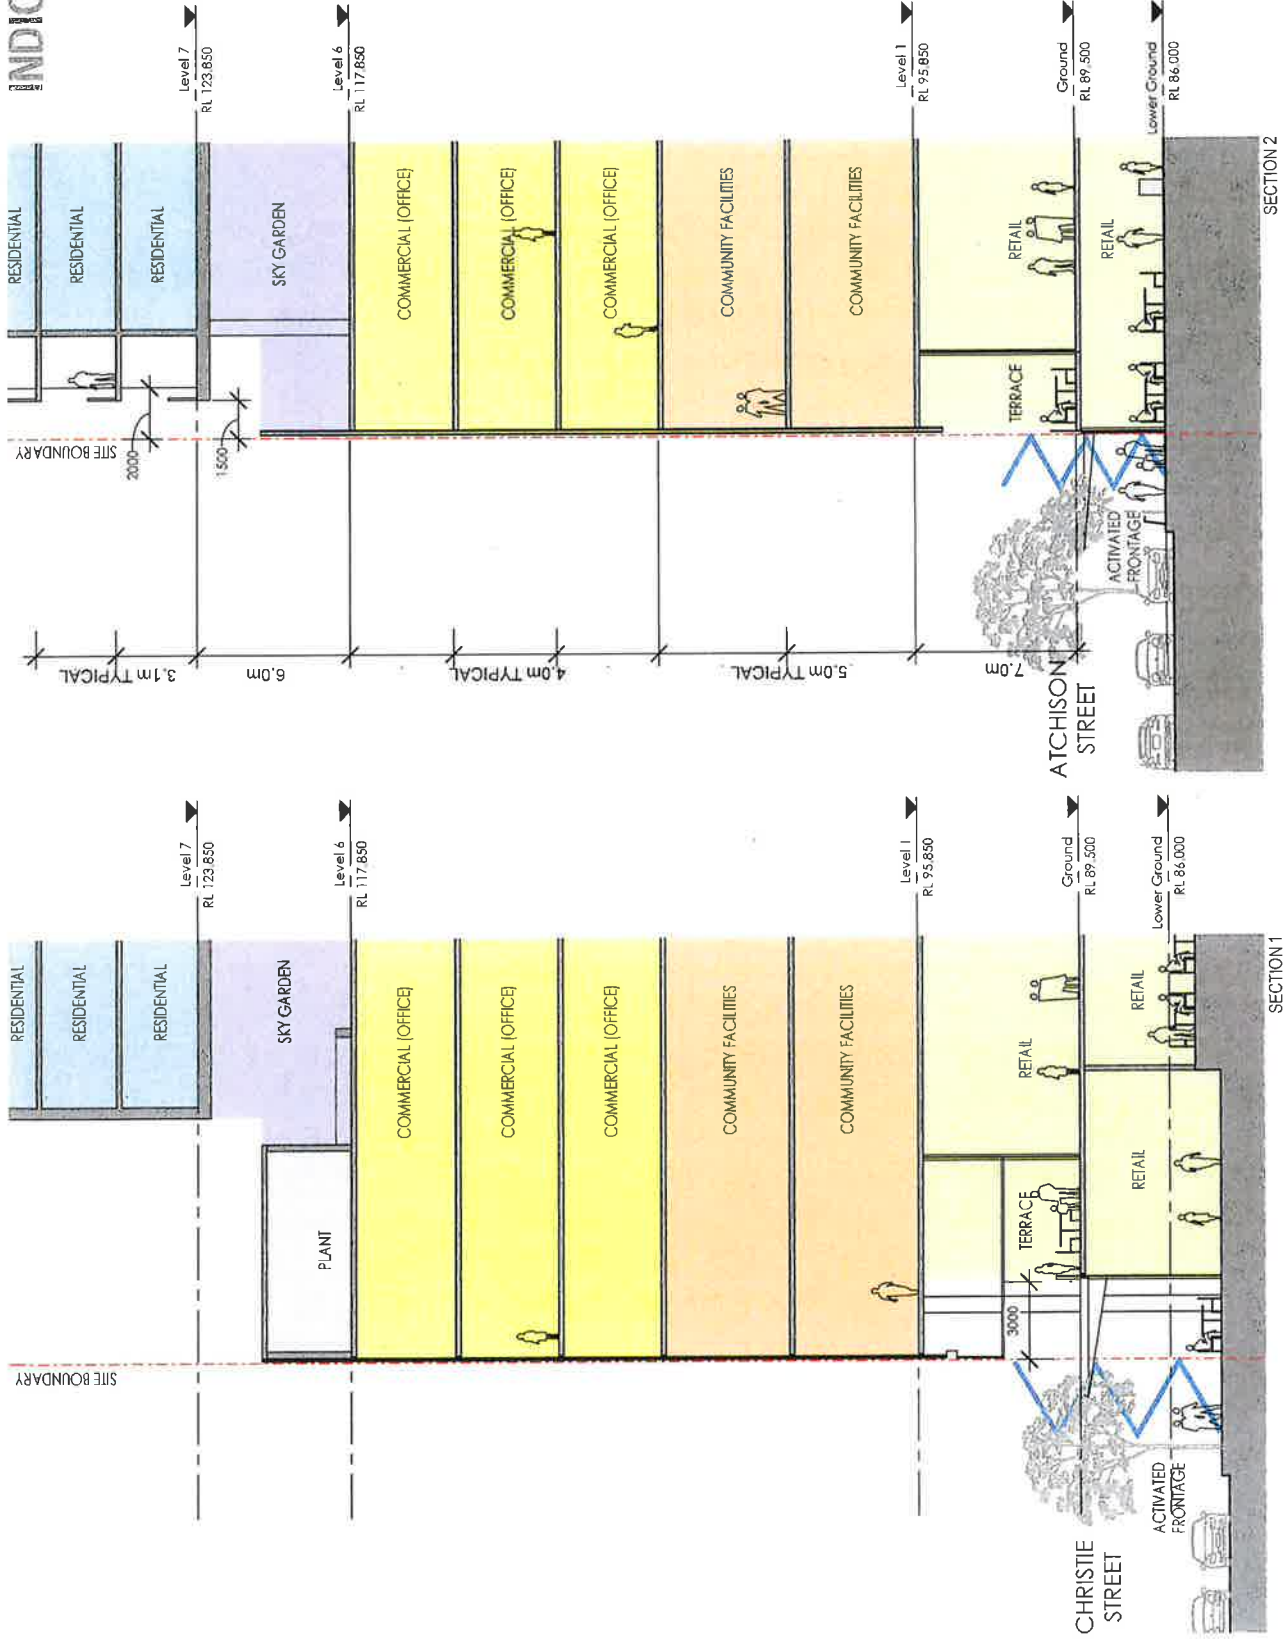 INDIC
RESIDENTIAL
RESIDENTIAL
RESIDENTIAL
SKY GARDEN
PLANT
COMMERCIAL (OFFICE)
COMMERCIAL (OFFICE)
COMMERCIAL (OFFICE)
COMMUNITY FACILITIES
COMMUNITY FACILITIES
RETAIL
TERRACE
3000
RETAIL
RETAIL
SITE BOUNDARY
CHRISTIE
STREET
ACTIVATED
FRONTAGE
Level 7
RL 123,850
Level 6
RL 117,850
Level 1
RL 95,850
Ground
RL 89,500
Lower Ground
RL 86,000
SECTION 1
RESIDENTIAL
RESIDENTIAL
RESIDENTIAL
SKY GARDEN
COMMERCIAL (OFFICE)
COMMERCIAL (OFFICE)
COMMERCIAL (OFFICE)
COMMUNITY FACILITIES
COMMUNITY FACILITIES
RETAIL
TERRACE
RETAIL
SITE BOUNDARY
2000
1500
3.1m TYPICAL
6.0m
4.0m TYPICAL
5.0m TYPICAL
7.0m
ATCHISON
STREET
ACTIVATED
FRONTAGE
Level 7
RL 123,850
Level 6
RL 117,850
Level 1
RL 95,850
Ground
RL 89,500
Lower Ground
RL 86,000
SECTION 2